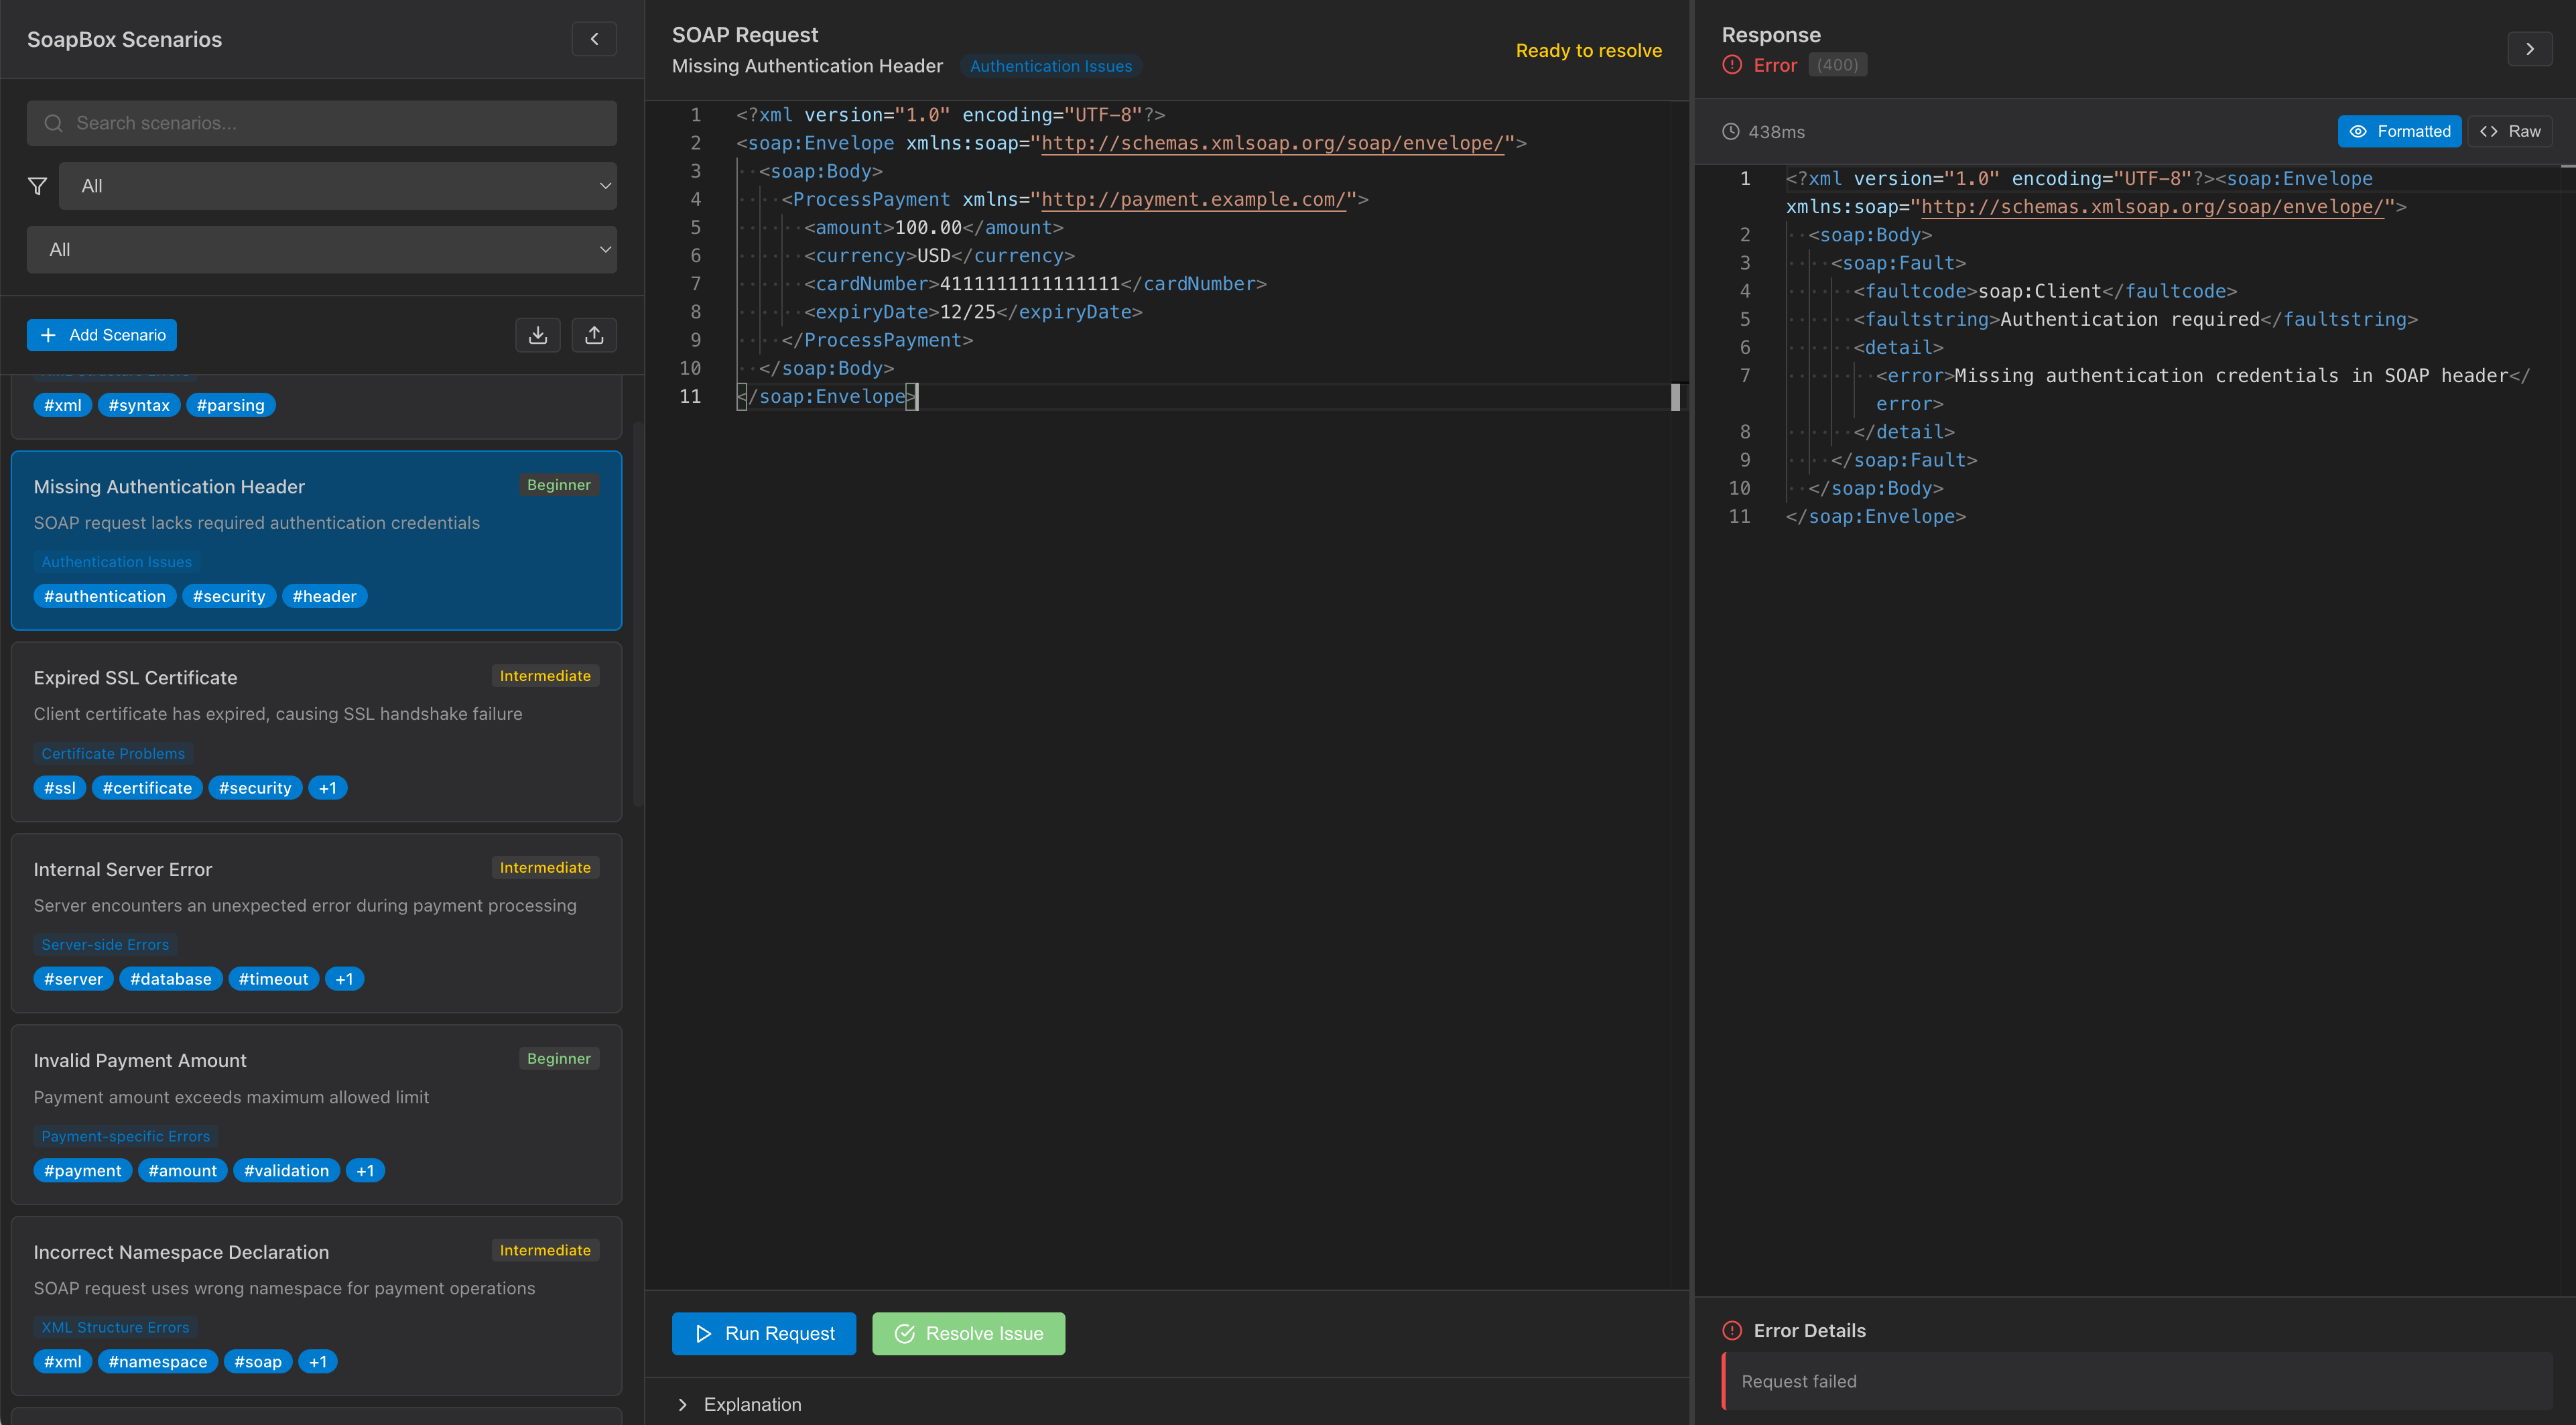 SoapBox Scenarios
Search scenarios...
All
All
Add Scenario
#xml #syntax #parsing
Missing Authentication Header Beginner
SOAP request lacks required authentication credentials
Authentication Issues
#authentication #security #header
Expired SSL Certificate Intermediate
Client certificate has expired, causing SSL handshake failure
Certificate Problems
#ssl #certificate #security +1
Internal Server Error Intermediate
Server encounters an unexpected error during payment processing
Server-side Errors
#server #database #timeout +1
Invalid Payment Amount Beginner
Payment amount exceeds maximum allowed limit
Payment-specific Errors
#payment #amount #validation +1
Incorrect Namespace Declaration Intermediate
SOAP request uses wrong namespace for payment operations
XML Structure Errors
#xml #namespace #soap +1
SOAP Request
Missing Authentication Header Authentication Issues
Ready to resolve
1 <?xml version="1.0" encoding="UTF-8"?>
2 <soap:Envelope xmlns:soap="http://schemas.xmlsoap.org/soap/envelope/">
3 <soap:Body>
4 <ProcessPayment xmlns="http://payment.example.com/">
5 <amount>100.00</amount>
6 <currency>USD</currency>
7 <cardNumber>4111111111111111</cardNumber>
8 <expiryDate>12/25</expiryDate>
9 </ProcessPayment>
10 </soap:Body>
11 </soap:Envelope>
Run Request Resolve Issue
Explanation
Response
Error (400)
438ms Formatted Raw
1 <?xml version="1.0" encoding="UTF-8"?><soap:Envelope
xmlns:soap="http://schemas.xmlsoap.org/soap/envelope/">
2 <soap:Body>
3 <soap:Fault>
4 <faultcode>soap:Client</faultcode>
5 <faultstring>Authentication required</faultstring>
6 <detail>
7 <error>Missing authentication credentials in SOAP header</
error>
8 </detail>
9 </soap:Fault>
10 </soap:Body>
11 </soap:Envelope>
Error Details
Request failed